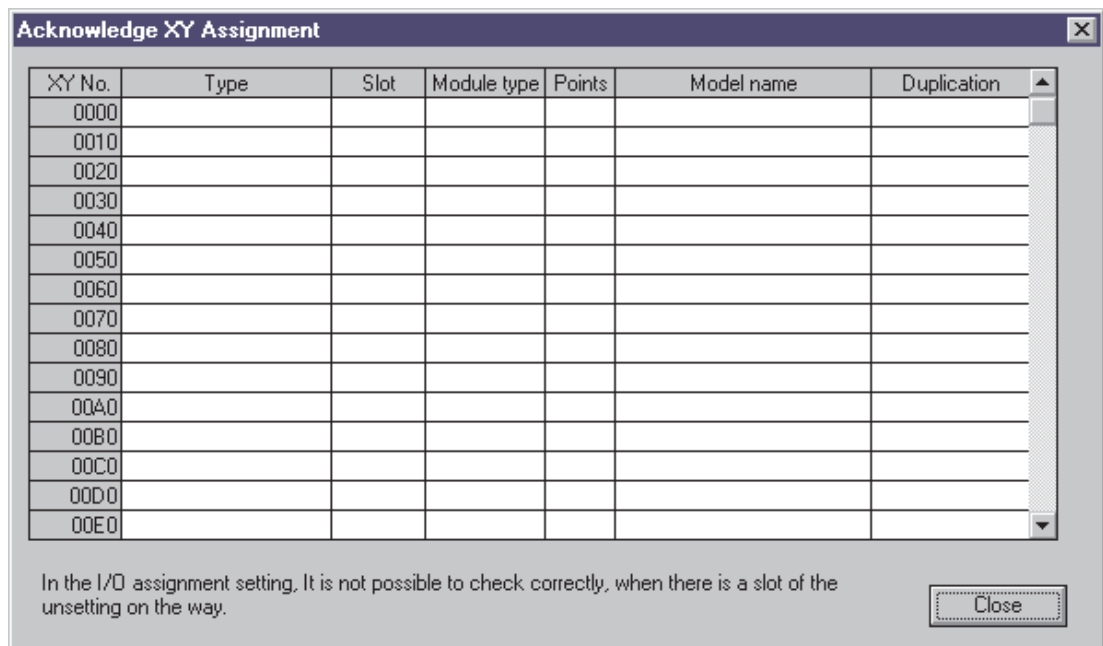 Acknowledge XY Assignment
XY No. Type Slot Module type Points Model name Duplication
0000
0010
0020
0030
0040
0050
0060
0070
0080
0090
00A0
00B0
00C0
00D0
00E0
In the I/O assignment setting, It is not possible to check correctly, when there is a slot of the
unsetting on the way.
Close